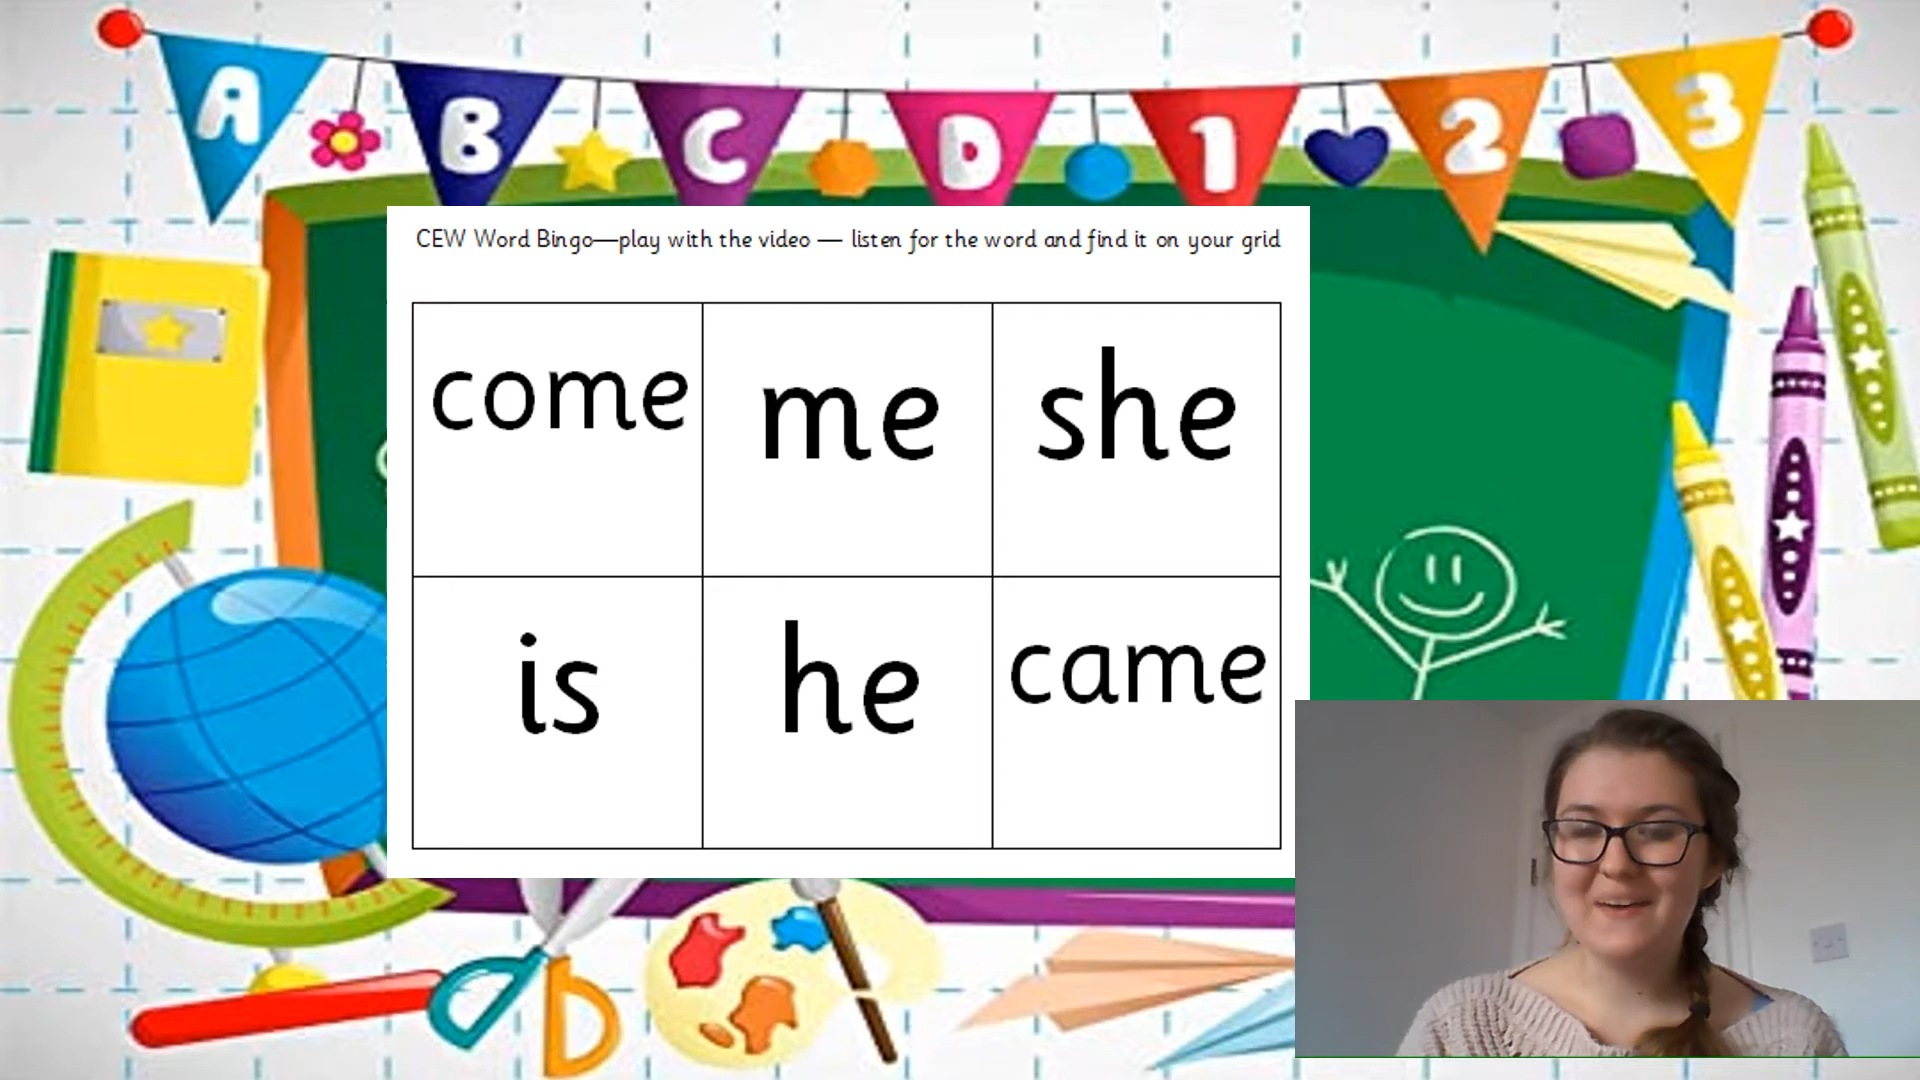 A B C D 1 2 3
CEW Word Bingo—play with the video — listen for the word and find it on your grid
come me she
is he came